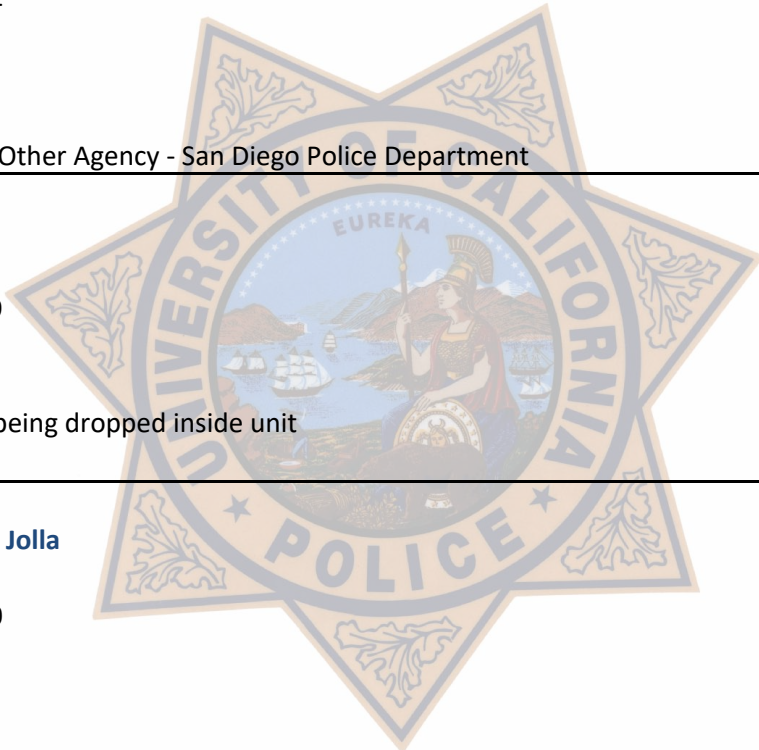 Other Agency - San Diego Police Department
UNIVERSITY OF CALIFORNIA
EUREKA
)
being dropped inside unit
Jolla
)
POLICE